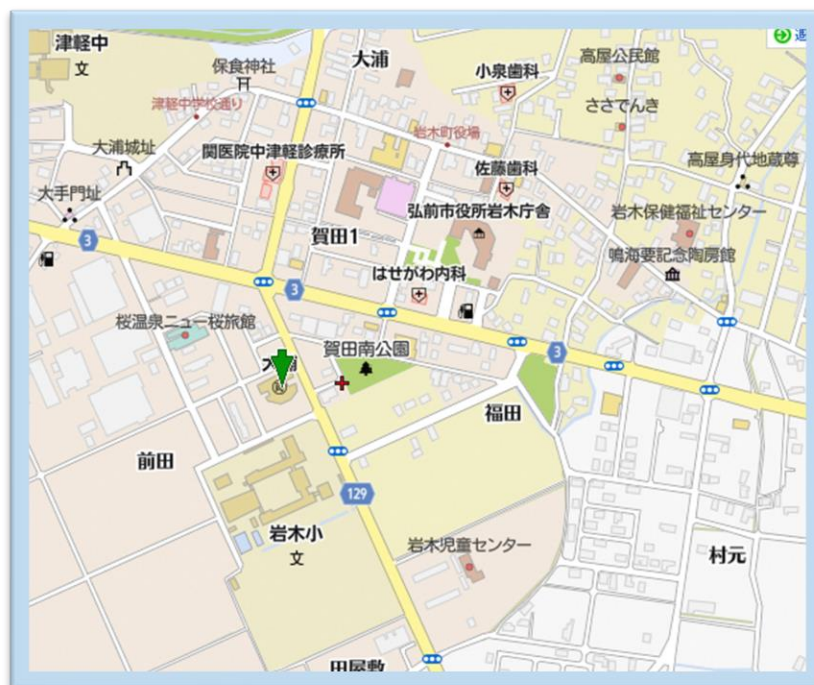 津軽中
文
保食神社
大浦
小泉歯科
高屋公民館
津軽中学校通り
岩木町役場
ささでんき
大浦城址
関医院中津軽診療所
佐藤歯科
高屋身代地蔵尊
大手門址
弘前市役所岩木庁舎
岩木保健福祉センター
3
賀田1
鳴海要記念陶房館
はせがわ内科
3
桜温泉ニュー桜旅館
賀田南公園
3
福田
前田
129
岩木小
文
岩木児童センター
村元
田屋敷